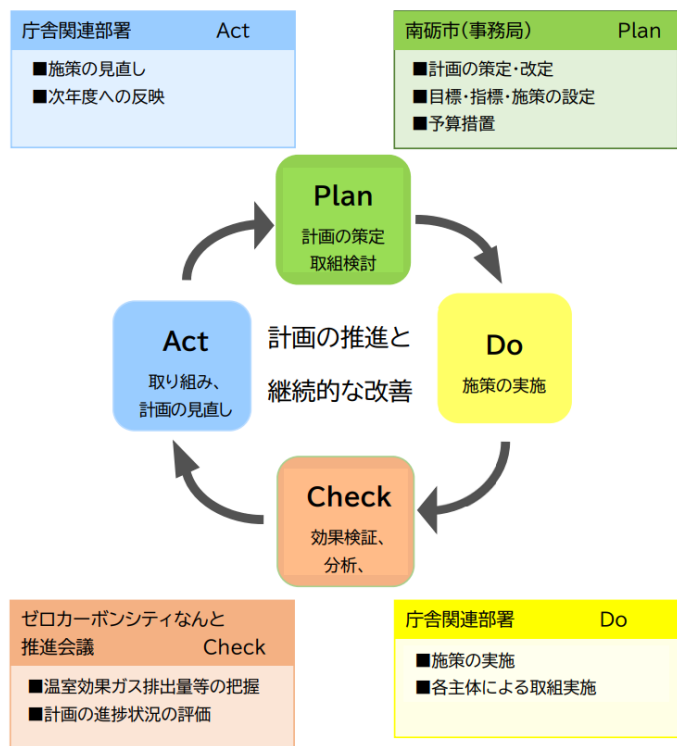 庁舎関連部署 Act
■施策の見直し
■次年度への反映
南砺市(事務局) Plan
■計画の策定・改定
■目標・指標・施策の設定
■予算措置
Plan
計画の策定
取組検討
Act
取り組み、
計画の見直し
計画の推進と
継続的な改善
Do
施策の実施
Check
効果検証、
分析、
ゼロカーボンシティなんと
推進会議 Check
■温室効果ガス排出量等の把握
■計画の進捗状況の評価
庁舎関連部署 Do
■施策の実施
■各主体による取組実施